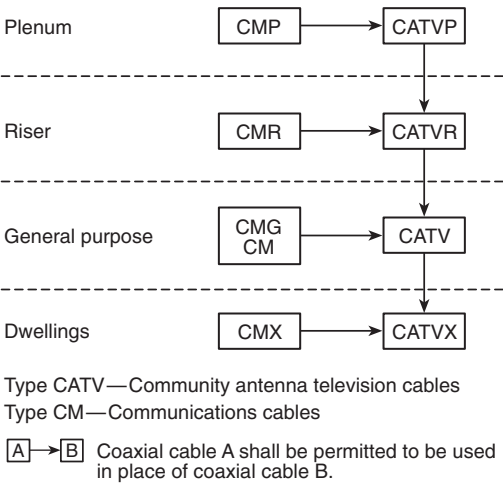 Plenum
CMP
CATVP
Riser
CMR
CATVR
General purpose
CMG
CM
CATV
Dwellings
CMX
CATVX
Type CATV—Community antenna television cables
Type CM—Communications cables
A B Coaxial cable A shall be permitted to be used
in place of coaxial cable B.